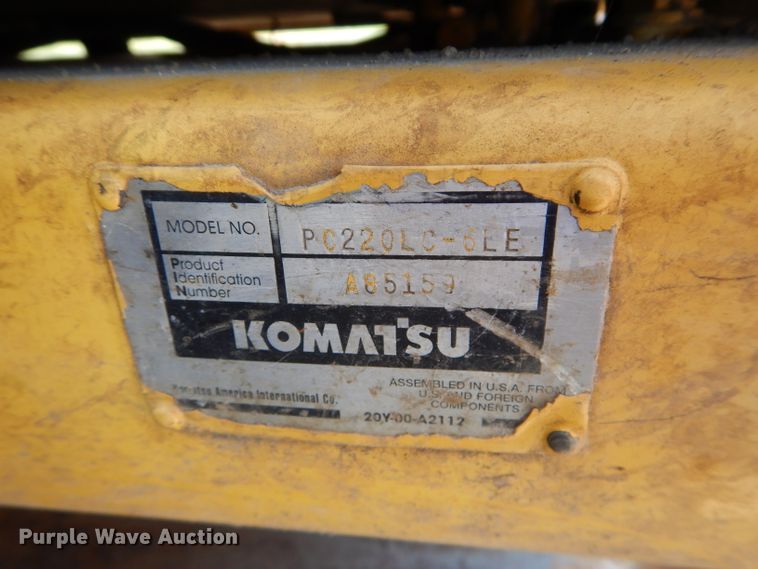 MODEL NO. PC220LC-6LE
Product
Identification
Number
A85159
KOMATSU
Komatsu America International Co.
ASSEMBLED IN U.S.A. FROM
U.S. AND FOREIGN
COMPONENTS
20Y-00-A2112
Purple Wave Auction®